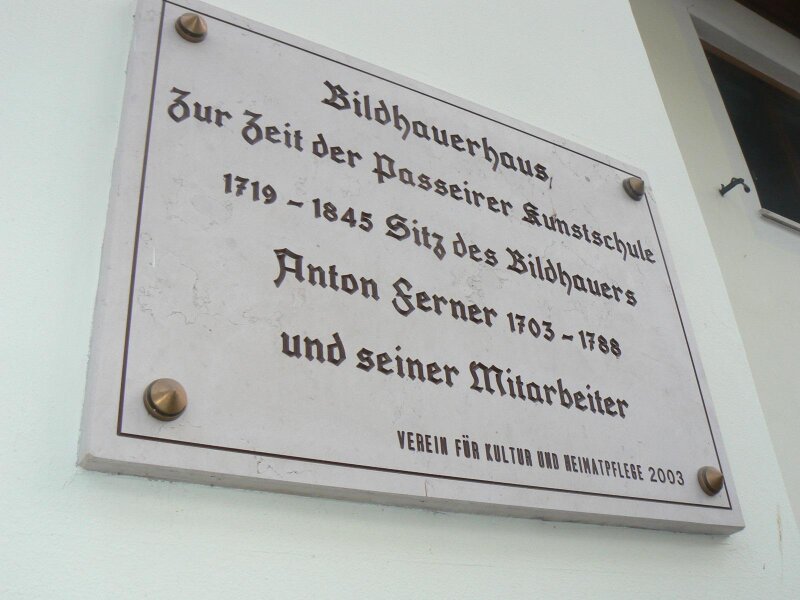 Bildhauerhaus,
Zur Zeit der Passeirer Kunstschule
1719 - 1845 Sitz des Bildhauers
Anton Ferner 1703 - 1788
und seiner Mitarbeiter
VEREIN FÜR KULTUR UND HEIMATPFLEGE 2003